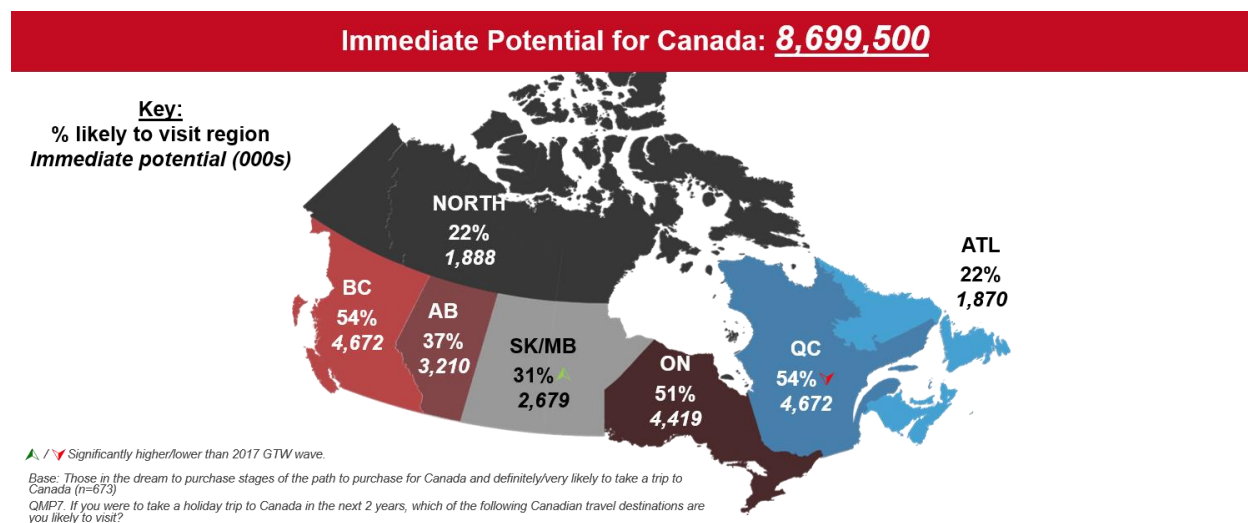 Immediate Potential for Canada: 8,699,500
Key:
% likely to visit region
Immediate potential (000s)
NORTH
22%
1,888
ATL
22%
1,870
BC
54%
4,672
AB
37%
3,210
SK/MB
31%
2,679
ON
51%
4,419
QC
54%
4,672
/ Significantly higher/lower than 2017 GTW wave.
Base: Those in the dream to purchase stages of the path to purchase for Canada and definitely/very likely to take a trip to
Canada (n=673)
QMP7. If you were to take a holiday trip to Canada in the next 2 years, which of the following Canadian travel destinations are
you likely to visit?